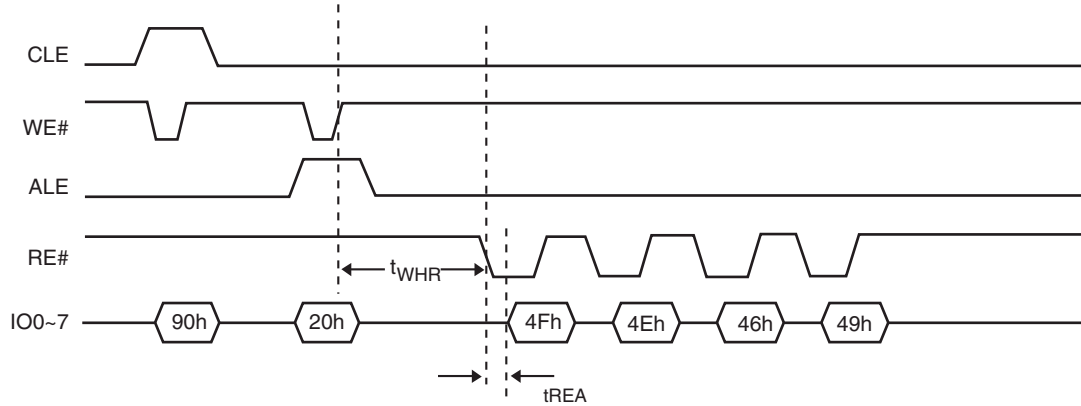 CLE
WE#
ALE
RE#
tWHR
IO0~7
90h
20h
4Fh
4Eh
46h
49h
tREA